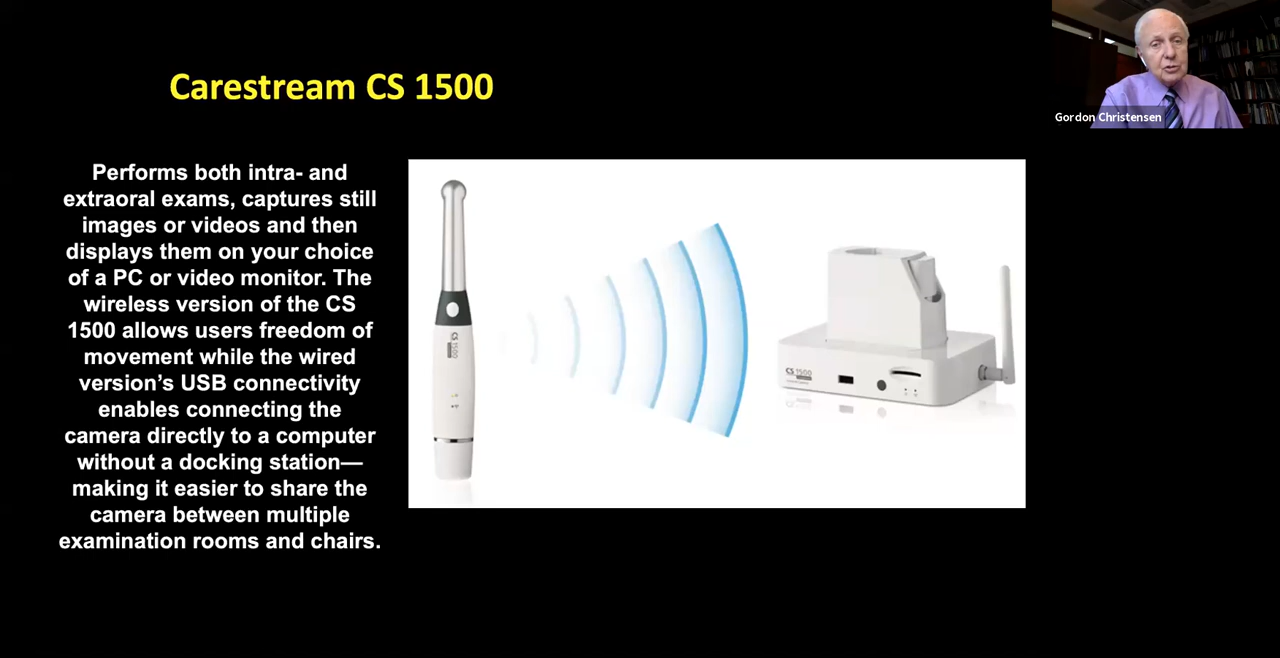 Carestream CS 1500
Gordon Christensen
Performs both intra- and
extraoral exams, captures still
images or videos and then
displays them on your choice
of a PC or video monitor. The
wireless version of the CS
1500 allows users freedom of
movement while the wired
version’s USB connectivity
enables connecting the
camera directly to a computer
without a docking station—
making it easier to share the
camera between multiple
examination rooms and chairs.
CS 1500
CS 1500